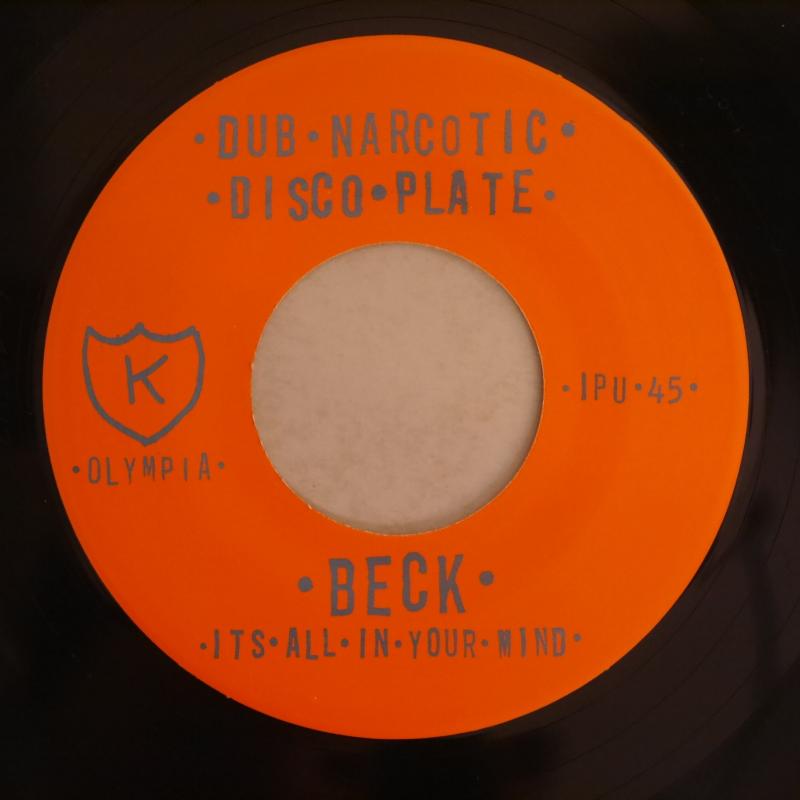 ·DUB·NARCOTIC·
·DISCO·PLATE·
K
·OLYMPIA·
·IPU·45·
·BECK·
·ITS·ALL·IN·YOUR·MIND·